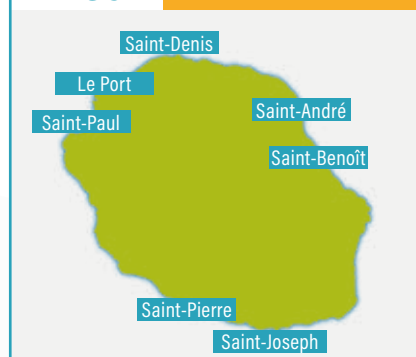 Saint-Denis
Le Port
Saint-André
Saint-Paul
Saint-Benoît
Saint-Pierre
Saint-Joseph